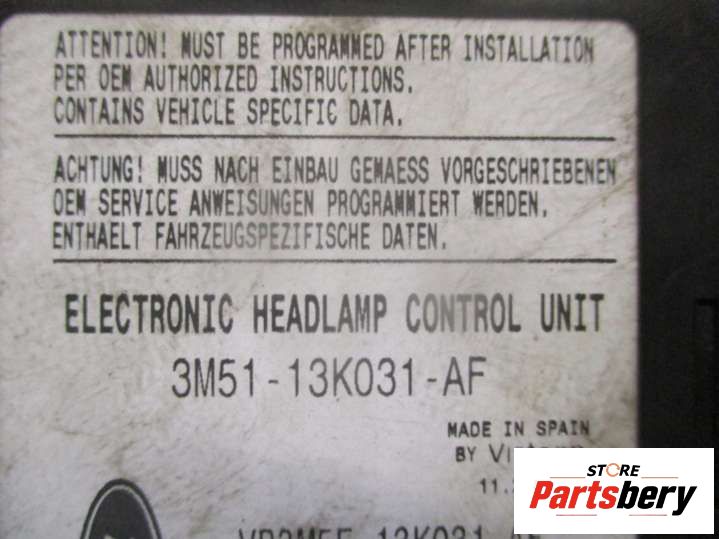 ATTENTION! MUST BE PROGRAMMED AFTER INSTALLATION
PER OEM AUTHORIZED INSTRUCTIONS.
CONTAINS VEHICLE SPECIFIC DATA.
ACHTUNG! MUSS NACH EINBAU GEMAESS VORGESCHRIEBENEN
OEM SERVICE ANWEISUNGEN PROGRAMMIERT WERDEN.
ENTHAELT FAHRZEUGSPEZIFISCHE DATEN.
ELECTRONIC HEADLAMP CONTROL UNIT
3M51-13K031-AF
MADE IN SPAIN
BY
11.
13K031
STORE
Partsbery